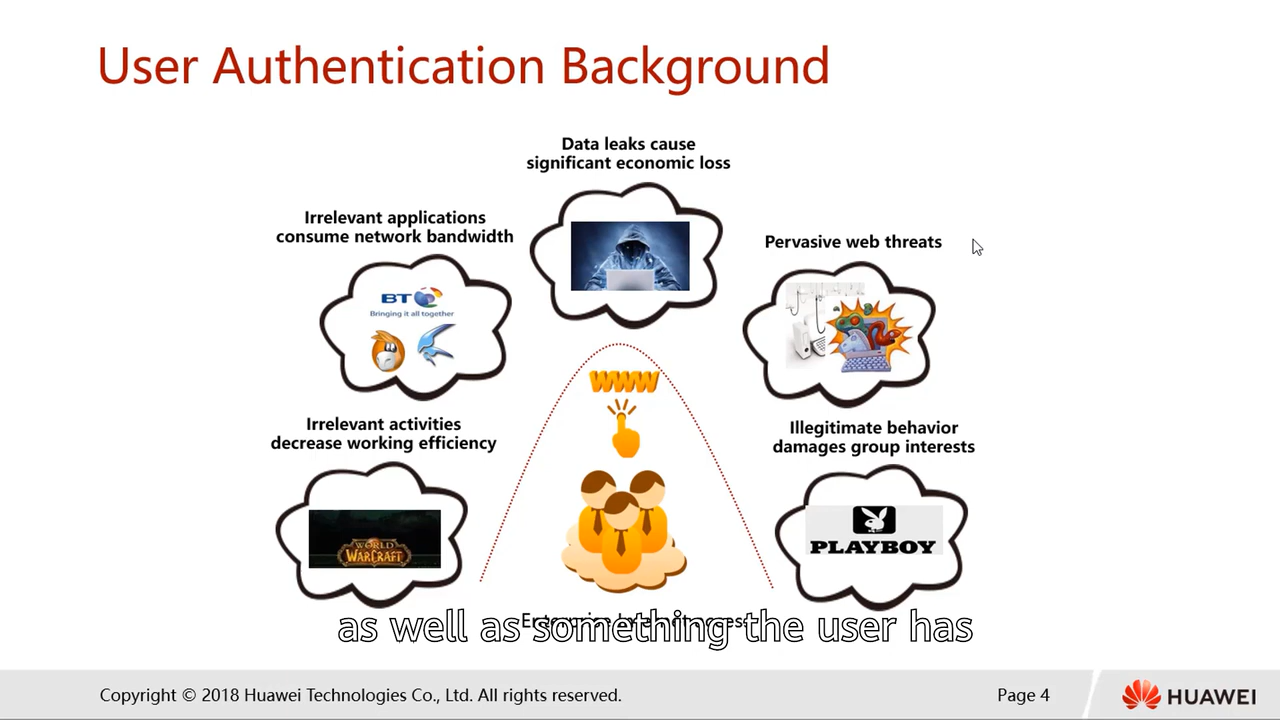 User Authentication Background
Data leaks cause
significant economic loss
Irrelevant applications
consume network bandwidth
Pervasive web threats
BT
Bringing it all together
www
Irrelevant activities
decrease working efficiency
Illegitimate behavior
damages group interests
WORLD
WARCRAFT
PLAYBOY
as well as something the user has
Copyright © 2018 Huawei Technologies Co., Ltd. All rights reserved.
Page 4
HUAWEI